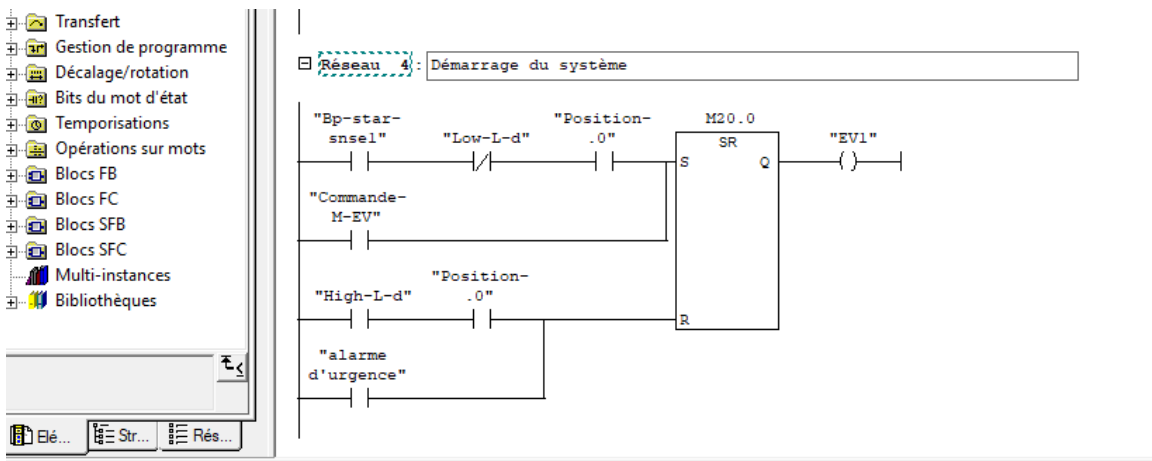 Transfert
Gestion de programme
Décalage/rotation
Bits du mot d'état
Temporisations
Opérations sur mots
Blocs FB
Blocs FC
Blocs SFB
Blocs SFC
Multi-instances
Bibliothèques
Elé...
Str...
Rés...
Réseau 4 : Démarrage du système
"Bp-star-
snsel"
"Low-L-d"
"Position-
.0"
M20.0
SR
S
Q
"EV1"
"Commande-
M-EV"
"High-L-d"
"Position-
.0"
R
"alarme
d'urgence"